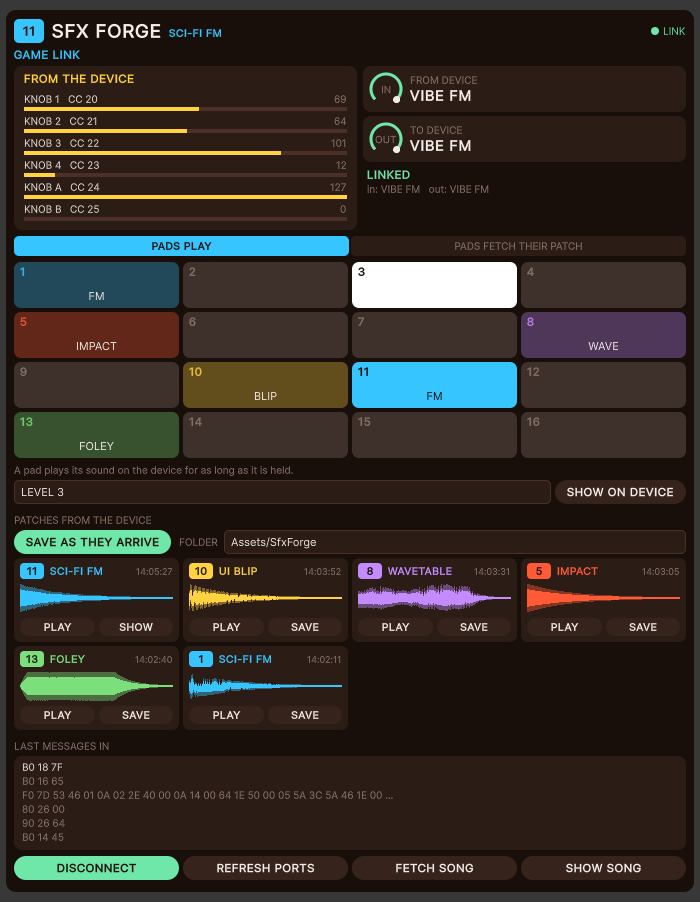 11 SFX FORGE SCI-FI FM LINK
GAME LINK
FROM THE DEVICE
KNOB 1 CC 20 69
KNOB 2 CC 21 64
KNOB 3 CC 22 101
KNOB 4 CC 23 12
KNOB A CC 24 127
KNOB B CC 25 0
IN FROM DEVICE
VIBE FM
OUT TO DEVICE
VIBE FM
LINKED
in: VIBE FM out: VIBE FM
PADS PLAY PADS FETCH THEIR PATCH
1 2 3 4
FM
5 6 7 8
IMPACT WAVE
9 10 11 12
BLIP FM
13 14 15 16
FOLEY
A pad plays its sound on the device for as long as it is held.
LEVEL 3 SHOW ON DEVICE
PATCHES FROM THE DEVICE
SAVE AS THEY ARRIVE FOLDER Assets/SfxForge
11 SCI-FI FM 14:05:27 10 UI BLIP 14:03:52 8 WAVETABLE 14:03:31 5 IMPACT 14:03:05
PLAY SHOW PLAY SAVE PLAY SAVE PLAY SAVE
13 FOLEY 14:02:40 1 SCI-FI FM 14:02:11
PLAY SAVE PLAY SAVE
LAST MESSAGES IN
B0 18 7F
B0 16 65
F0 7D 53 46 01 0A 02 2E 40 00 0A 14 00 64 1E 50 00 05 5A 3C 5A 46 1E 00 ...
80 26 00
90 26 64
B0 14 45
DISCONNECT REFRESH PORTS FETCH SONG SHOW SONG